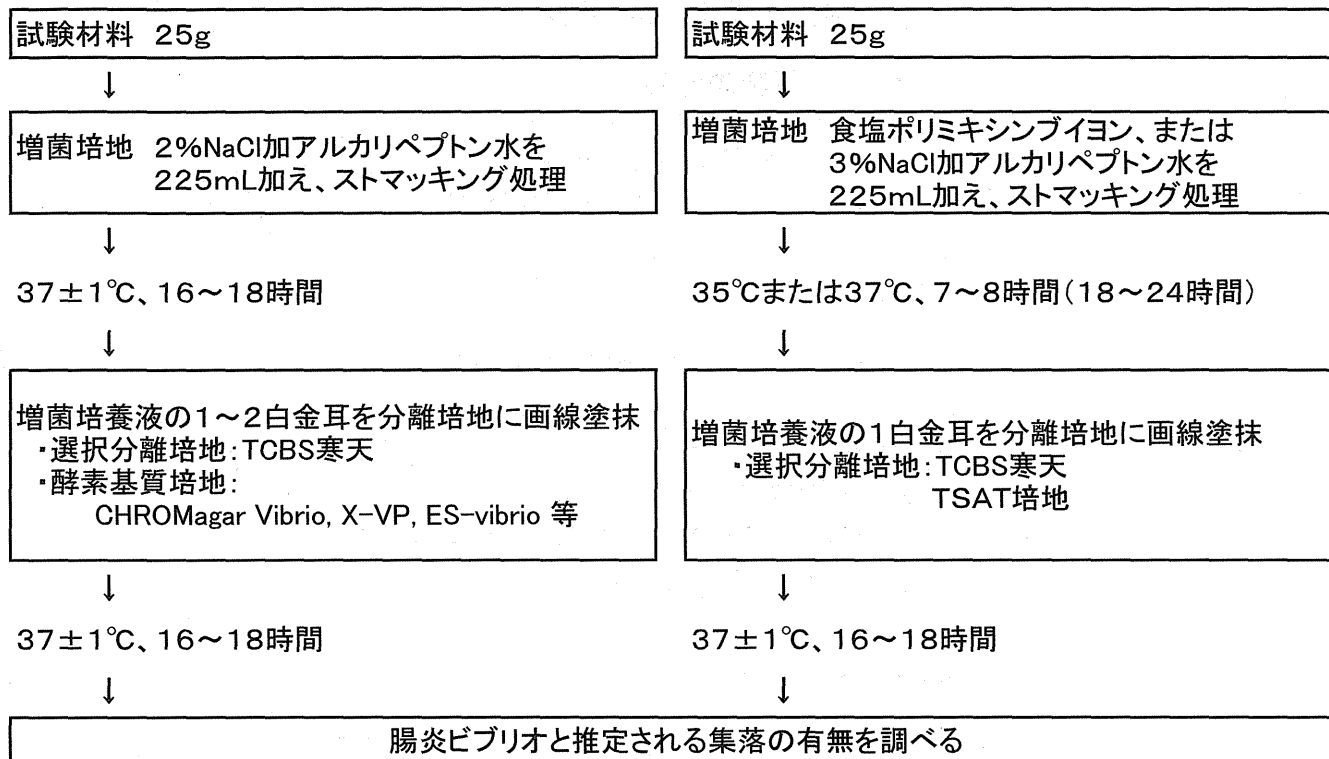 試験材料 25g
↓
増菌培地 2%NaCl加アルカリペプトン水を
225mL加え、ストマッキング処理
↓
37±1℃、16～18時間
↓
増菌培養液の1～2白金耳を分離培地に画線塗抹
・選択分離培地:TCBS寒天
・酵素基質培地:
CHROMagar Vibrio, X-VP, ES-vibrio 等
↓
37±1℃、16～18時間
↓
試験材料 25g
↓
増菌培地 食塩ポリミキシンブイヨン、または
3%NaCl加アルカリペプトン水を
225mL加え、ストマッキング処理
↓
35℃または37℃、7～8時間(18～24時間)
↓
増菌培養液の1白金耳を分離培地に画線塗抹
・選択分離培地:TCBS寒天
TSAT培地
↓
37±1℃、16～18時間
↓
腸炎ビブリオと推定される集落の有無を調べる